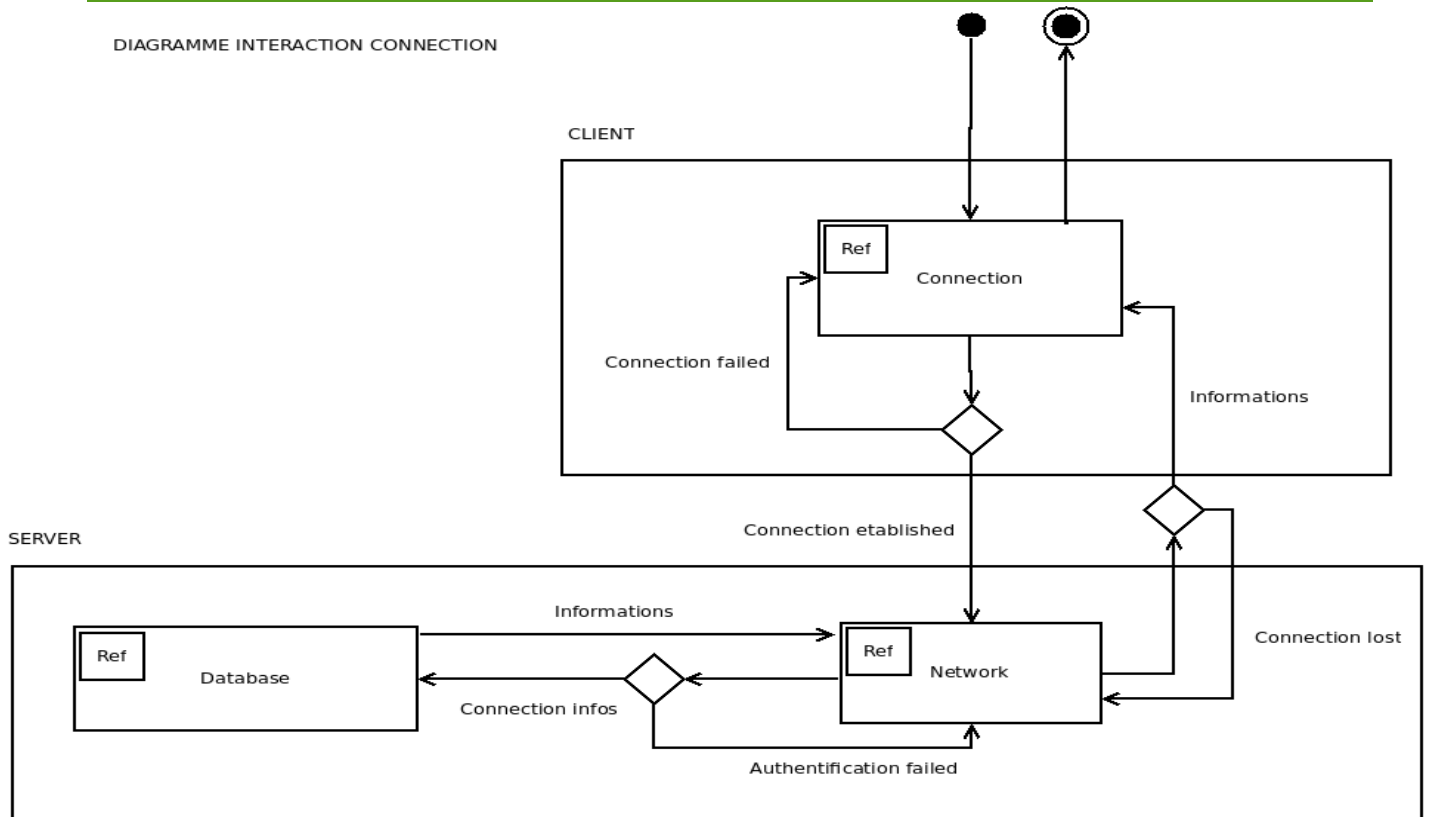 DIAGRAMME INTERACTION CONNECTION
CLIENT
Ref
Connection
Connection failed
Informations
Connection etablished
SERVER
Informations
Connection lost
Ref
Database
Ref
Network
Connection infos
Authentification failed